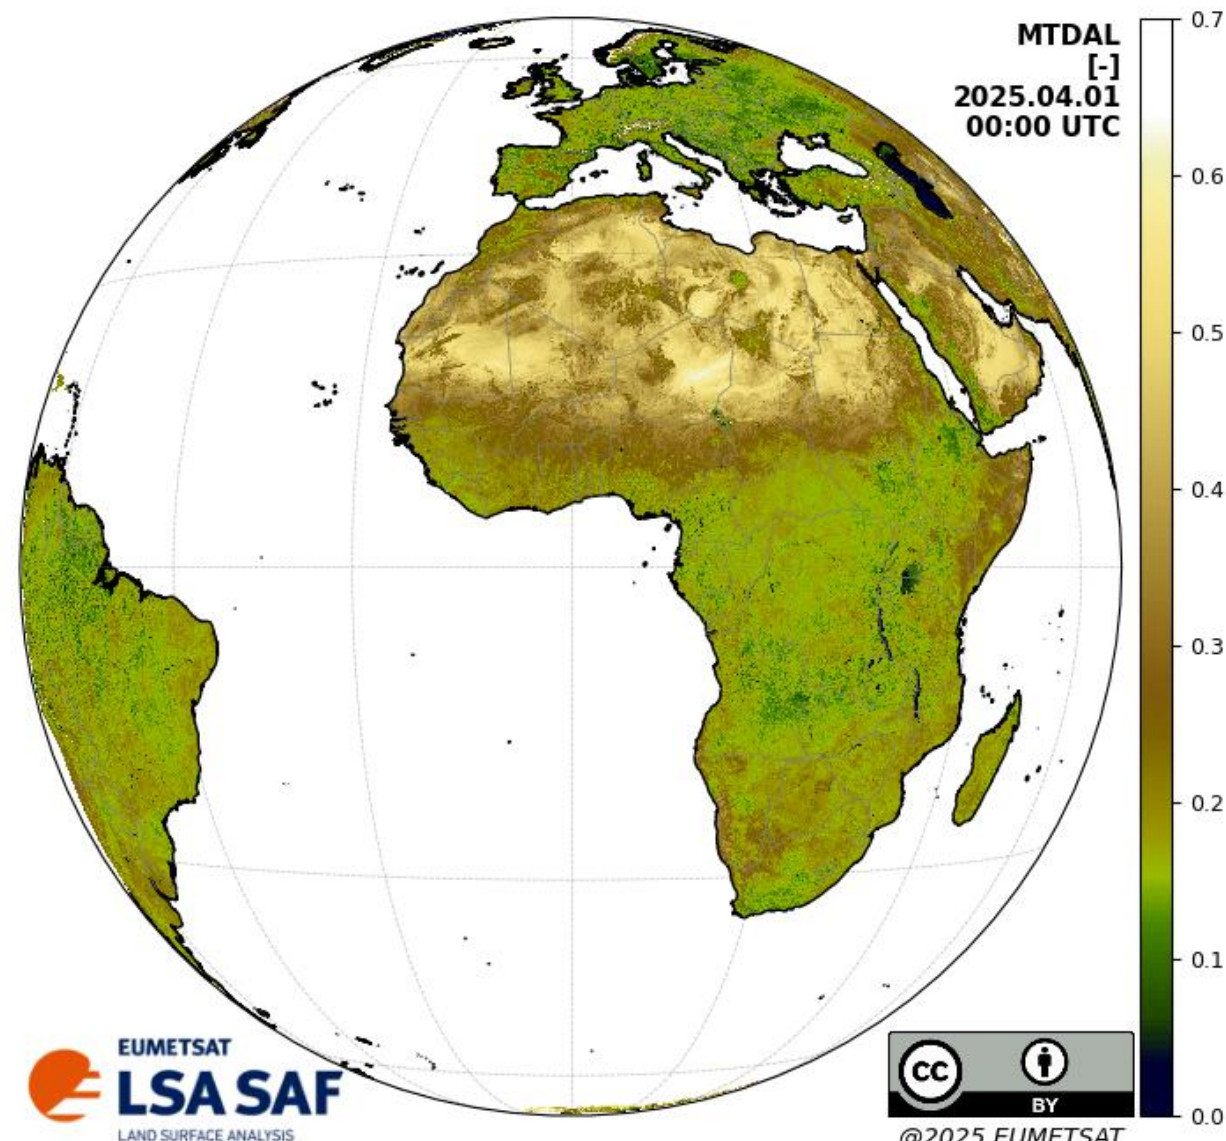 MTDAL
[-]
2025.04.01
00:00 UTC
0.7
0.6
0.5
0.4
0.3
0.2
0.1
0.0
EUMETSAT
LSA SAF
LAND SURFACE ANALYSIS
cc
BY
@2025 EUMETSAT